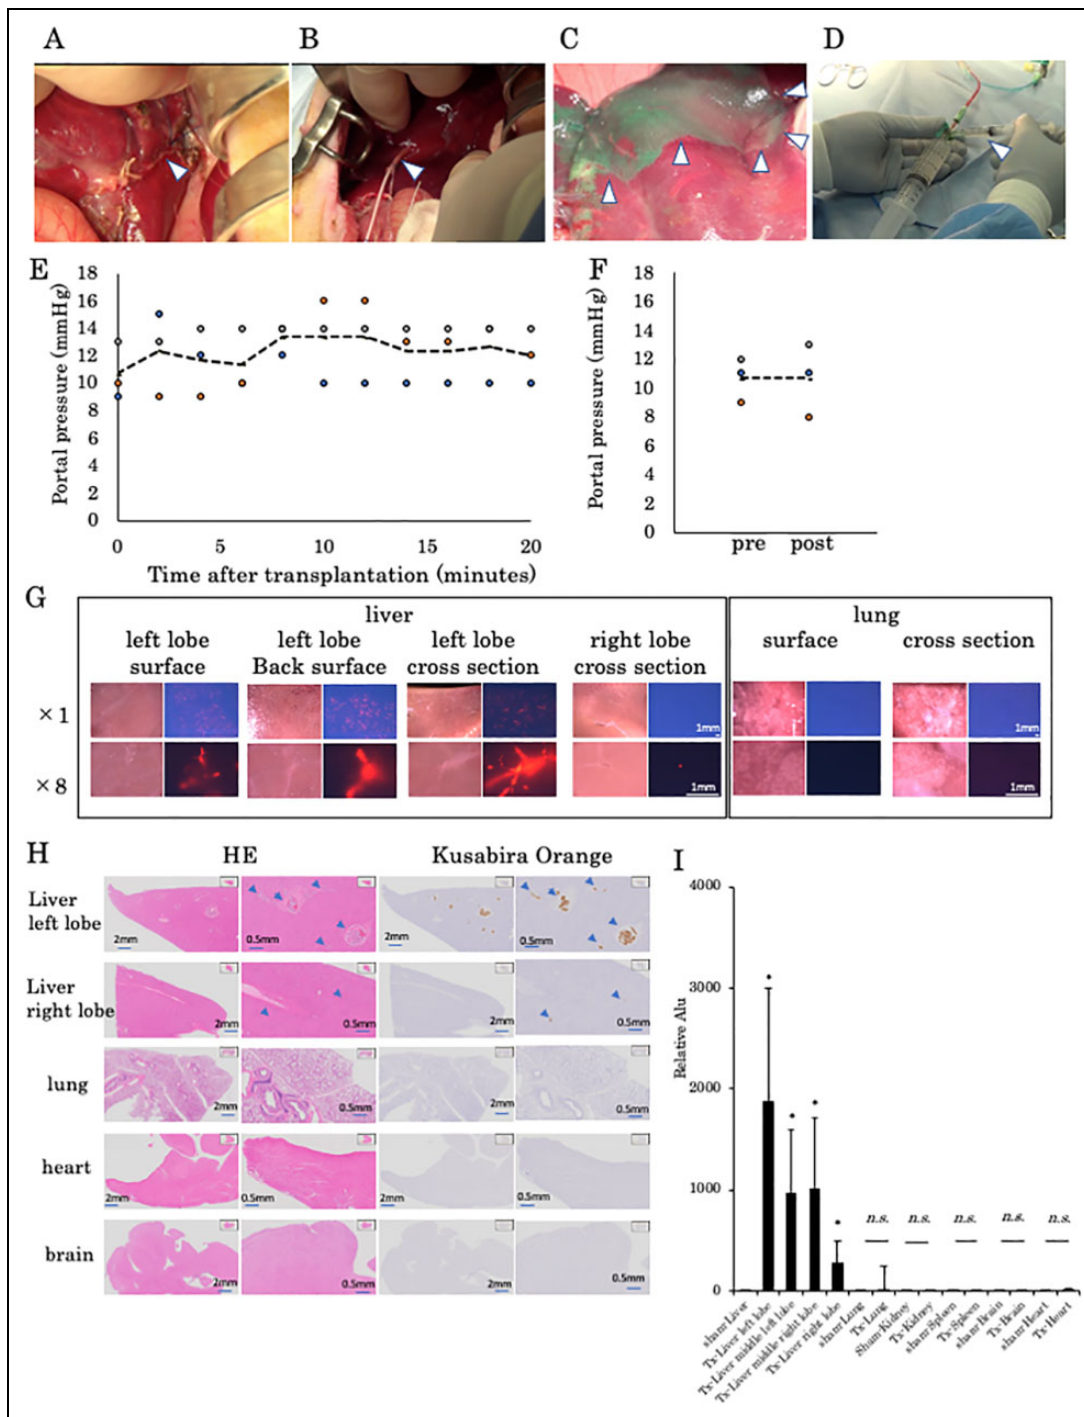 A
B
C
D
E
Portal pressure (mmHg)
18
16
14
12
10
8
6
4
2
0
0 5 10 15 20
Time after transplantation (minutes)
F
Portal pressure (mmHg)
18
16
14
12
10
8
6
4
2
0
pre post
G
liver
lung
left lobe surface
left lobe Back surface
left lobe cross section
right lobe cross section
surface
cross section
×1
1mm
1mm
×8
1mm
1mm
H
HE
Kusabira Orange
Liver left lobe
2mm
0.5mm
2mm
0.5mm
Liver right lobe
2mm
0.5mm
2mm
0.5mm
lung
2mm
0.5mm
2mm
0.5mm
heart
2mm
0.5mm
2mm
0.5mm
brain
2mm
0.5mm
2mm
0.5mm
I
Relative Alu
4000
3000
2000
1000
0
*
*
*
*
n.s.
n.s.
n.s.
n.s.
n.s.
sham-Liver
Tx-Liver left lobe
Tx-Liver middle left lobe
Tx-Liver middle right lobe
Tx-Liver right lobe
sham-Lung
Tx-Lung
Sham-Kidney
Tx-Kidney
sham-Spleen
Tx-Spleen
sham-Brain
Tx-Brain
sham-Heart
Tx-Heart